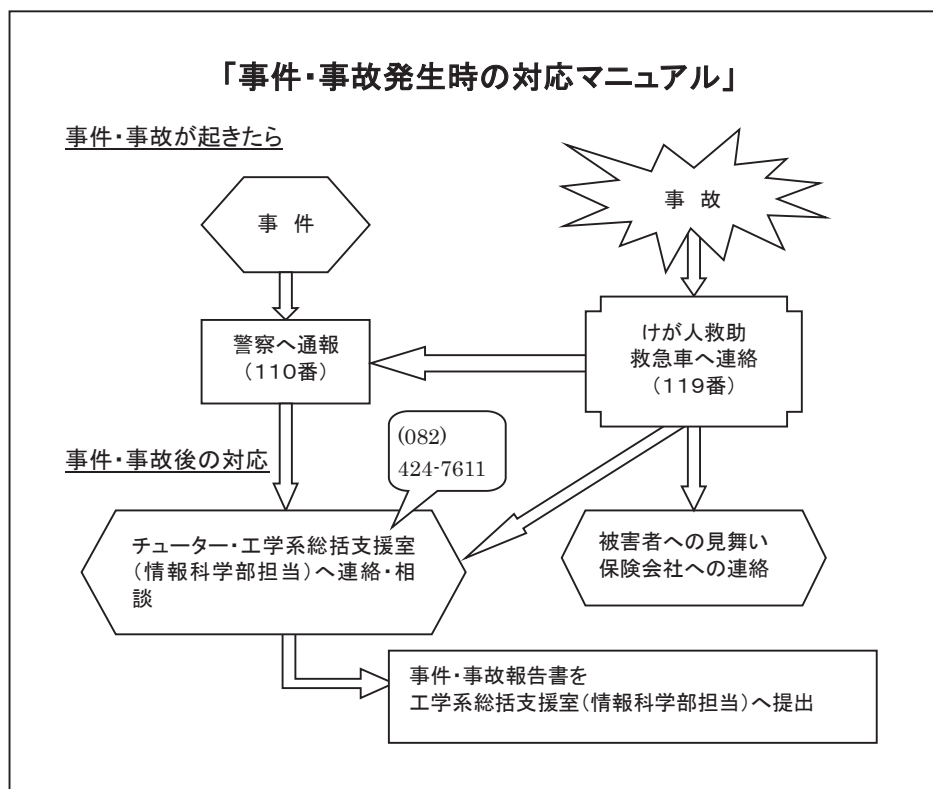 「事件・事故発生時の対応マニュアル」
事件・事故が起きたら
事 件
事 故
警察へ通報
（110番）
けが人救助
救急車へ連絡
（119番）
事件・事故後の対応
(082)
424-7611
チューター・工学系総括支援室
（情報科学部担当）へ連絡・相
談
被害者への見舞い
保険会社への連絡
事件・事故報告書を
工学系総括支援室（情報科学部担当）へ提出